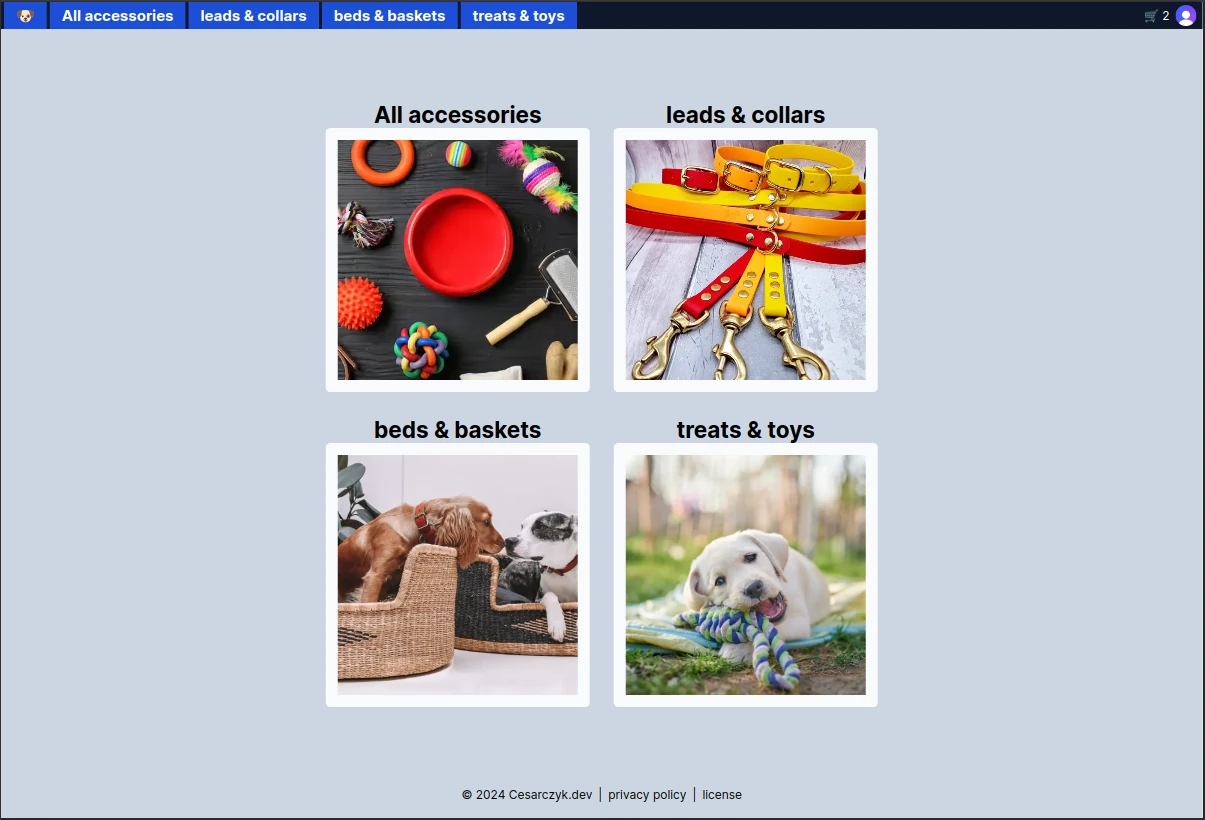 All accessories leads & collars beds & baskets treats & toys 2
All accessories
leads & collars
beds & baskets
treats & toys
© 2024 Cesarczyk.dev | privacy policy | license